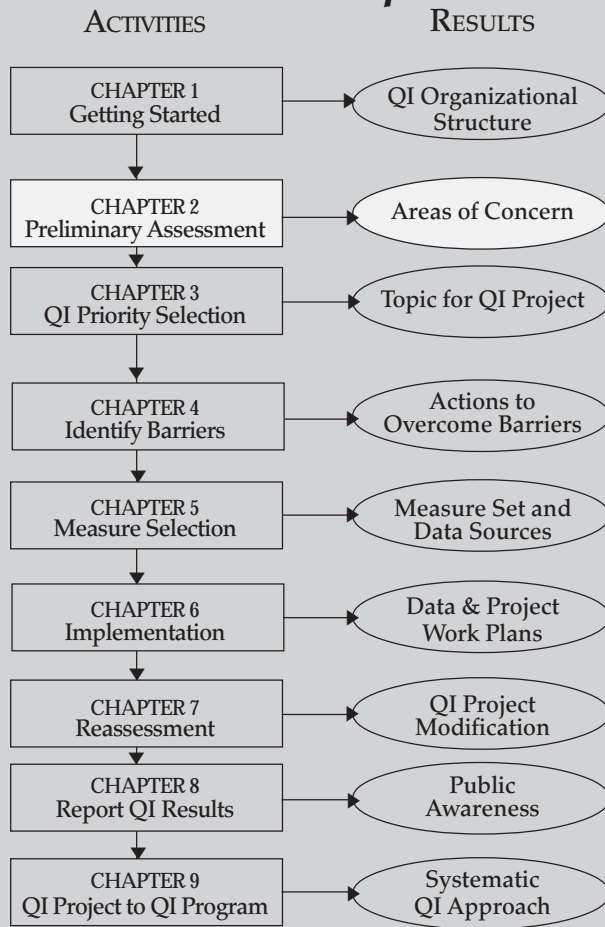 ACTIVITIES
RESULTS
CHAPTER 1
Getting Started
QI Organizational
Structure
CHAPTER 2
Preliminary Assessment
Areas of Concern
CHAPTER 3
QI Priority Selection
Topic for QI Project
CHAPTER 4
Identify Barriers
Actions to
Overcome Barriers
CHAPTER 5
Measure Selection
Measure Set and
Data Sources
CHAPTER 6
Implementation
Data & Project
Work Plans
CHAPTER 7
Reassessment
QI Project
Modification
CHAPTER 8
Report QI Results
Public
Awareness
CHAPTER 9
QI Project to QI Program
Systematic
QI Approach